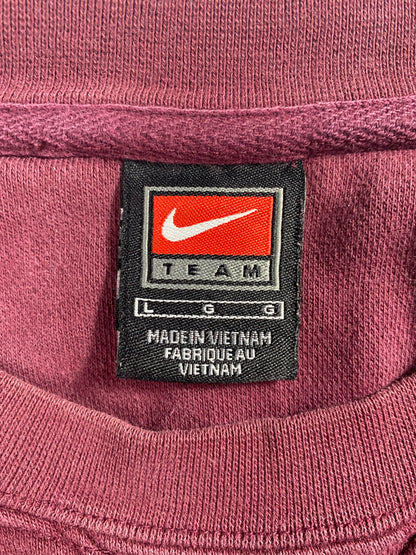 TEAM
L G G
MADE IN VIETNAM
FABRIQUE AU
VIETNAM